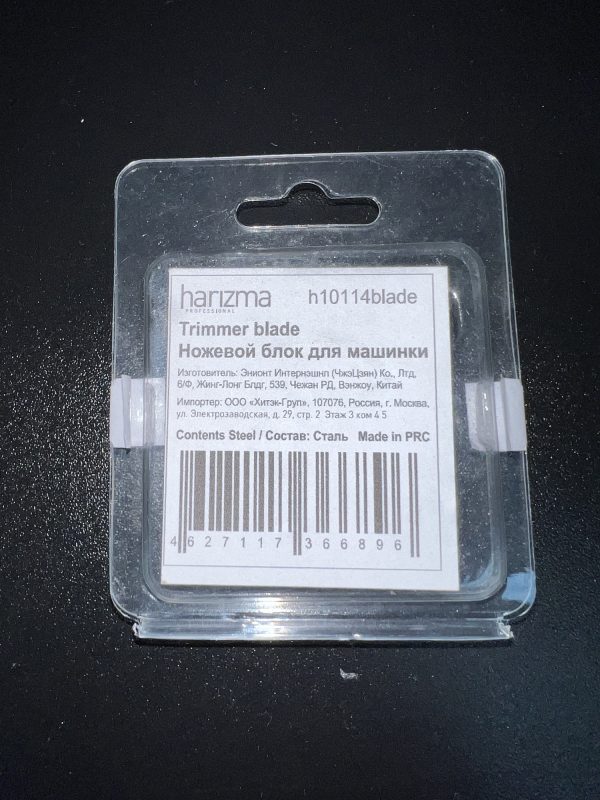 harizma h10114blade
PROFESSIONAL
Trimmer blade
Ножевой блок для машинки
Изготовитель: Энионт Интернэшнл (ЧжэЦзян) Ко., Лтд,
6/Ф, Жинг-Лонг Блдг, 539, Чежан РД, Вэнжоу, Китай
Импортер: ООО «Хитэк-Груп», 107076, Россия, г. Москва,
ул. Электрозаводская, д. 29, стр. 2 Этаж 3 ком 4 5
Contents Steel / Состав: Сталь Made in PRC
4 627117 366896